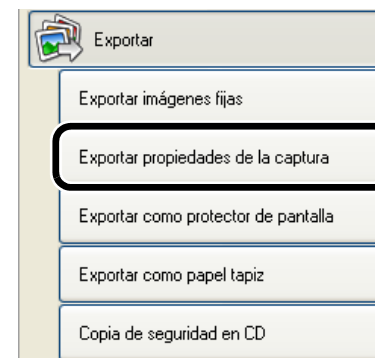 Exportar
Exportar imágenes fijas
Exportar propiedades de la captura
Exportar como protector de pantalla
Exportar como papel tapiz
Copia de seguridad en CD